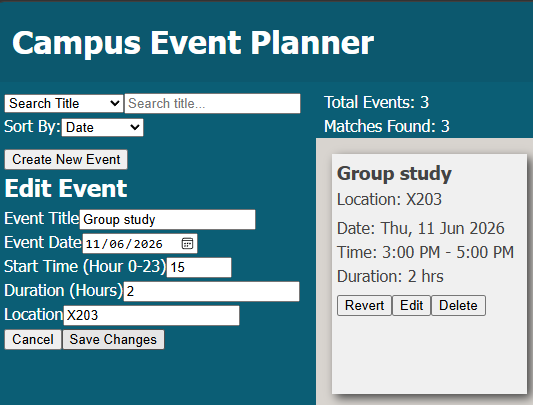 Campus Event Planner
Search Title Search title...
Sort By: Date
Create New Event
Edit Event
Event Title Group study
Event Date 11/06/2026
Start Time (Hour 0-23) 15
Duration (Hours) 2
Location X203
Cancel Save Changes
Total Events: 3
Matches Found: 3
Group study
Location: X203
Date: Thu, 11 Jun 2026
Time: 3:00 PM - 5:00 PM
Duration: 2 hrs
Revert Edit Delete